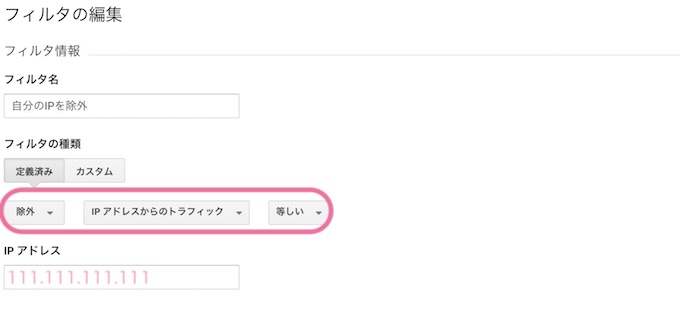 フィルタの編集
フィルタ情報
フィルタ名
自分のIPを除外
フィルタの種類
定義済み カスタム
除外 IP アドレスからのトラフィック 等しい
IP アドレス
111.111.111.111